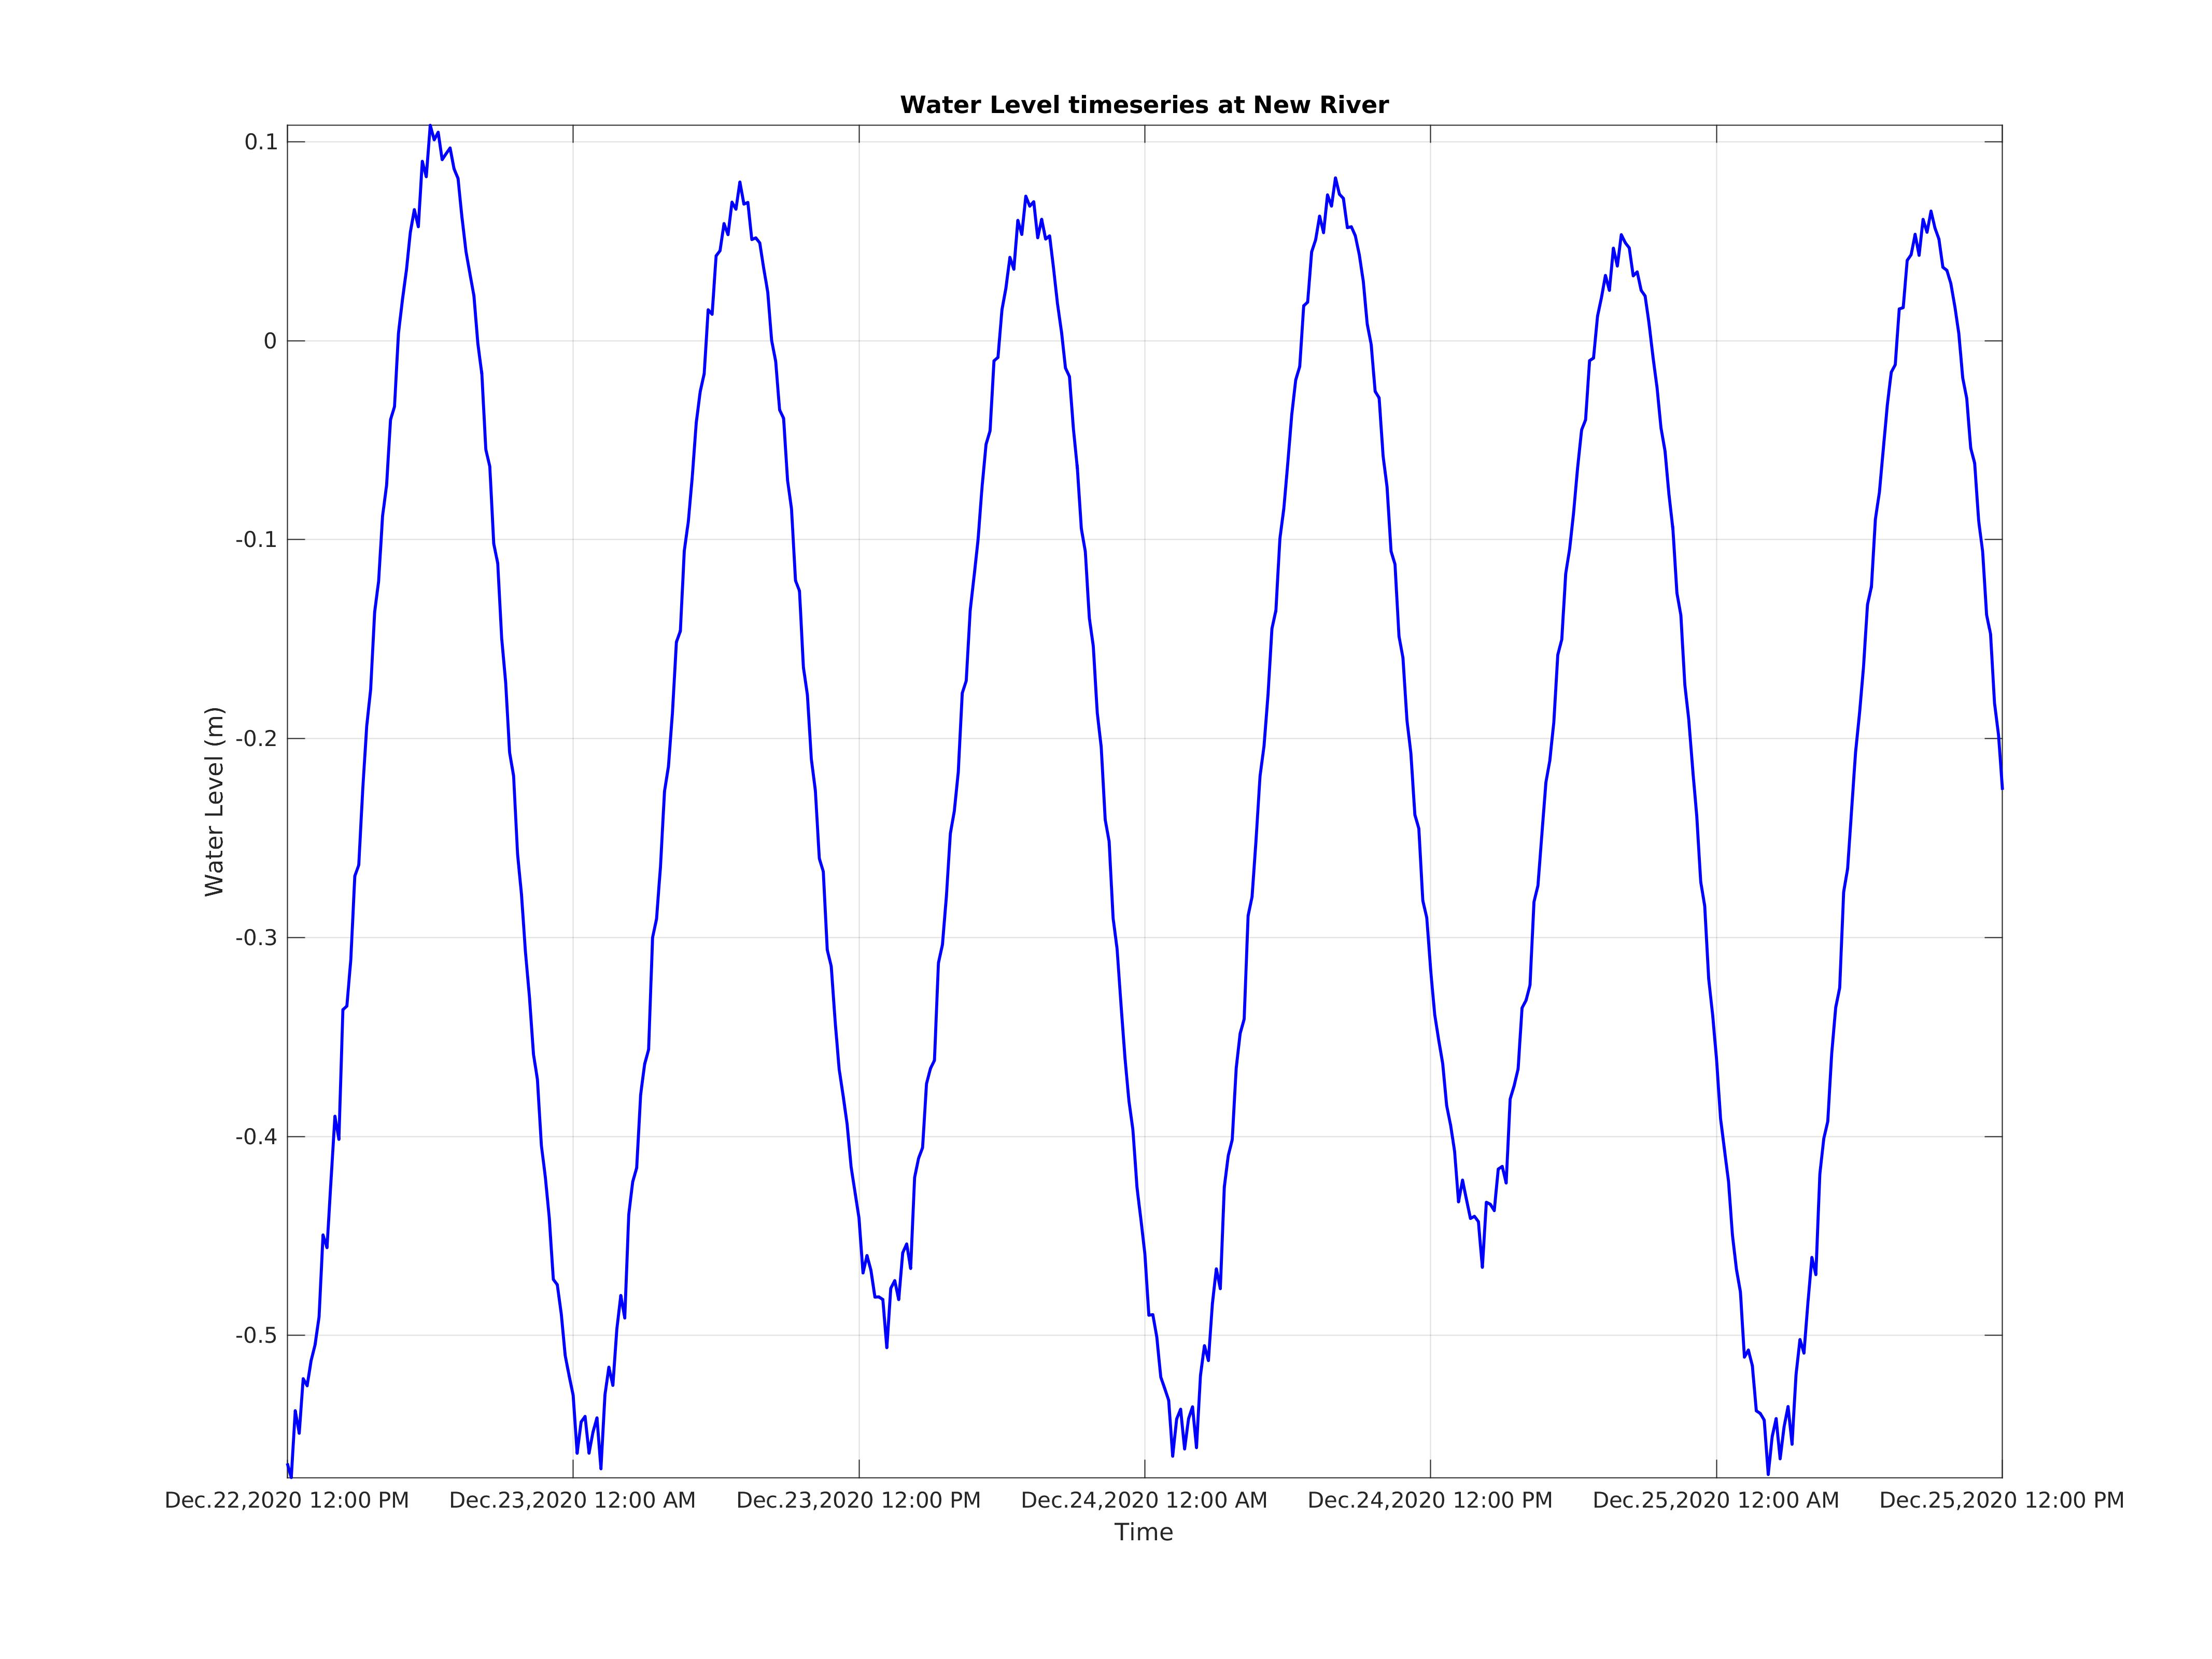 Water Level timeseries at New River
0.1
0
-0.1
-0.2
-0.3
-0.4
-0.5
Water Level (m)
Dec.22,2020 12:00 PM Dec.23,2020 12:00 AM Dec.23,2020 12:00 PM Dec.24,2020 12:00 AM Dec.24,2020 12:00 PM Dec.25,2020 12:00 AM Dec.25,2020 12:00 PM
Time